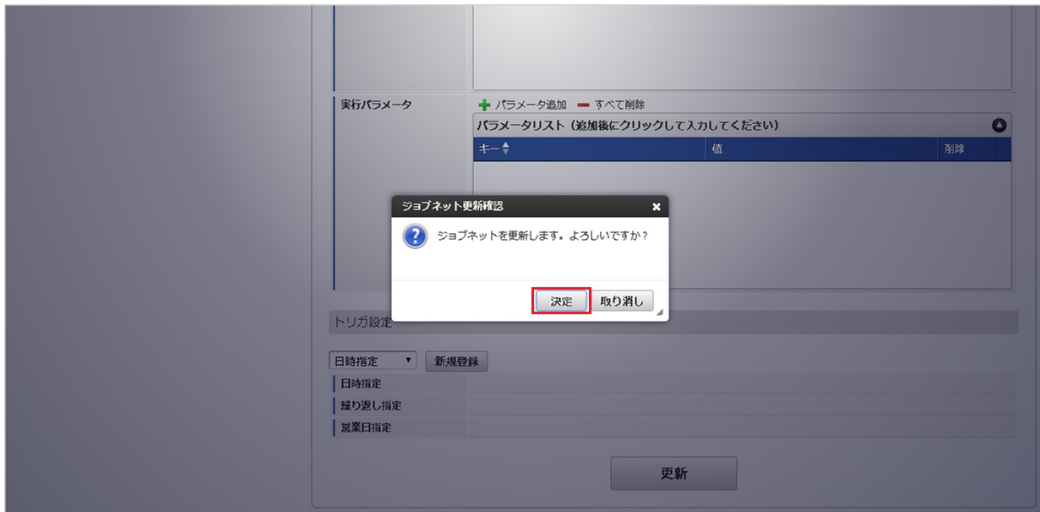 実行パラメータ
パラメータ追加 すべて削除
パラメータリスト（追加後にクリックして入力してください）
キー 値 削除
ジョブネット更新確認
ジョブネットを更新します。よろしいですか？
決定 取り消し
トリガ設定
日時指定 新規登録
日時指定
繰り返し指定
営業日指定
更新